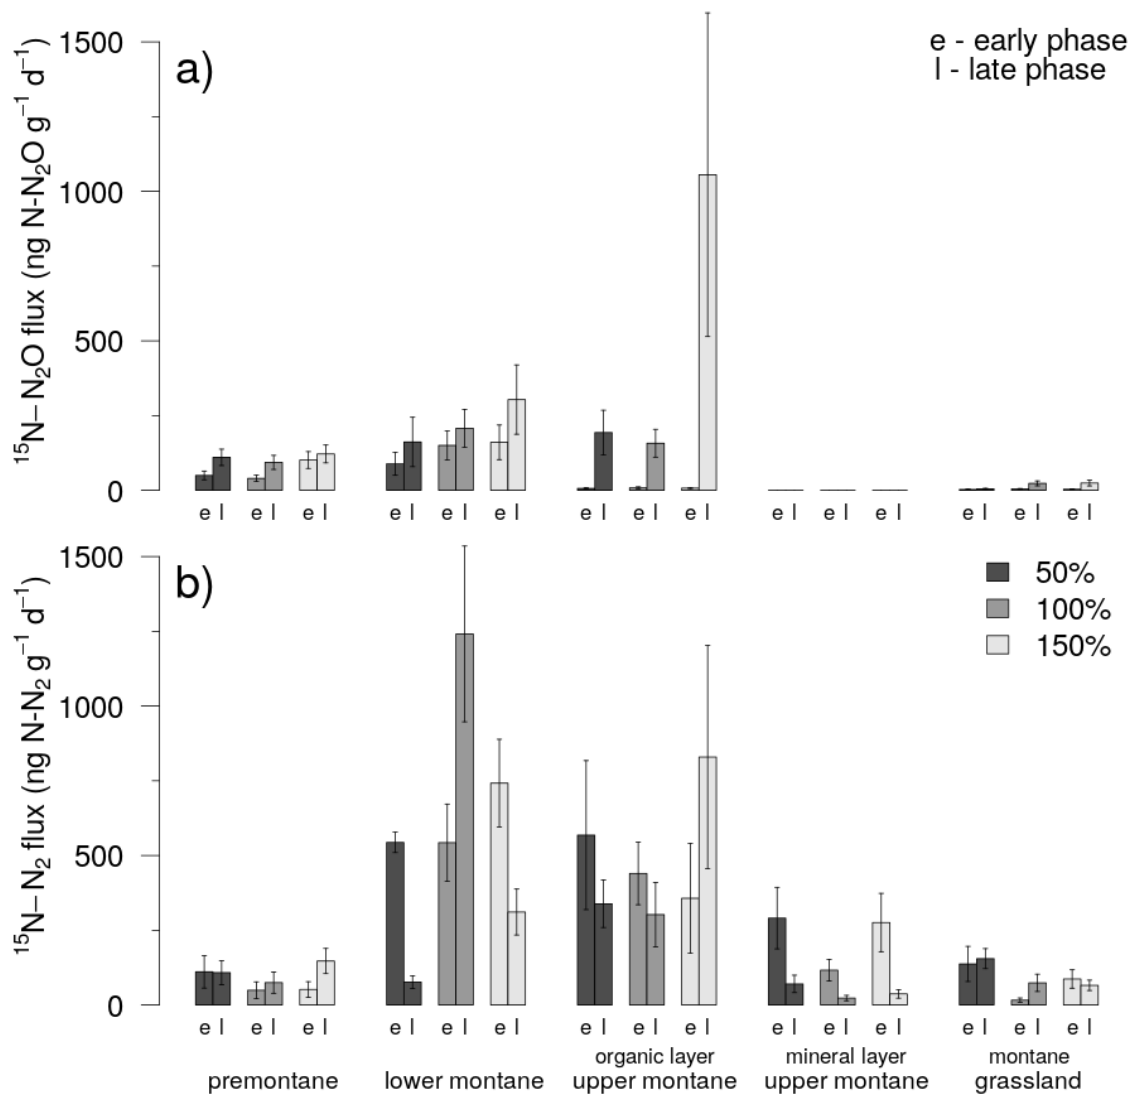 1500
a)
e - early phase
l - late phase
1000
500
0
¹⁵N– N₂O flux (ng N-N₂O g⁻¹ d⁻¹)
e l e l e l e l e l e l e l e l e l e l e l e l e l e l e l
1500
b)
50%
100%
150%
1000
500
0
¹⁵N– N₂ flux (ng N-N₂ g⁻¹ d⁻¹)
e l e l e l e l e l e l e l e l e l e l e l e l e l e l e l
premontane
lower montane
organic layer
upper montane
mineral layer
upper montane
montane
grassland